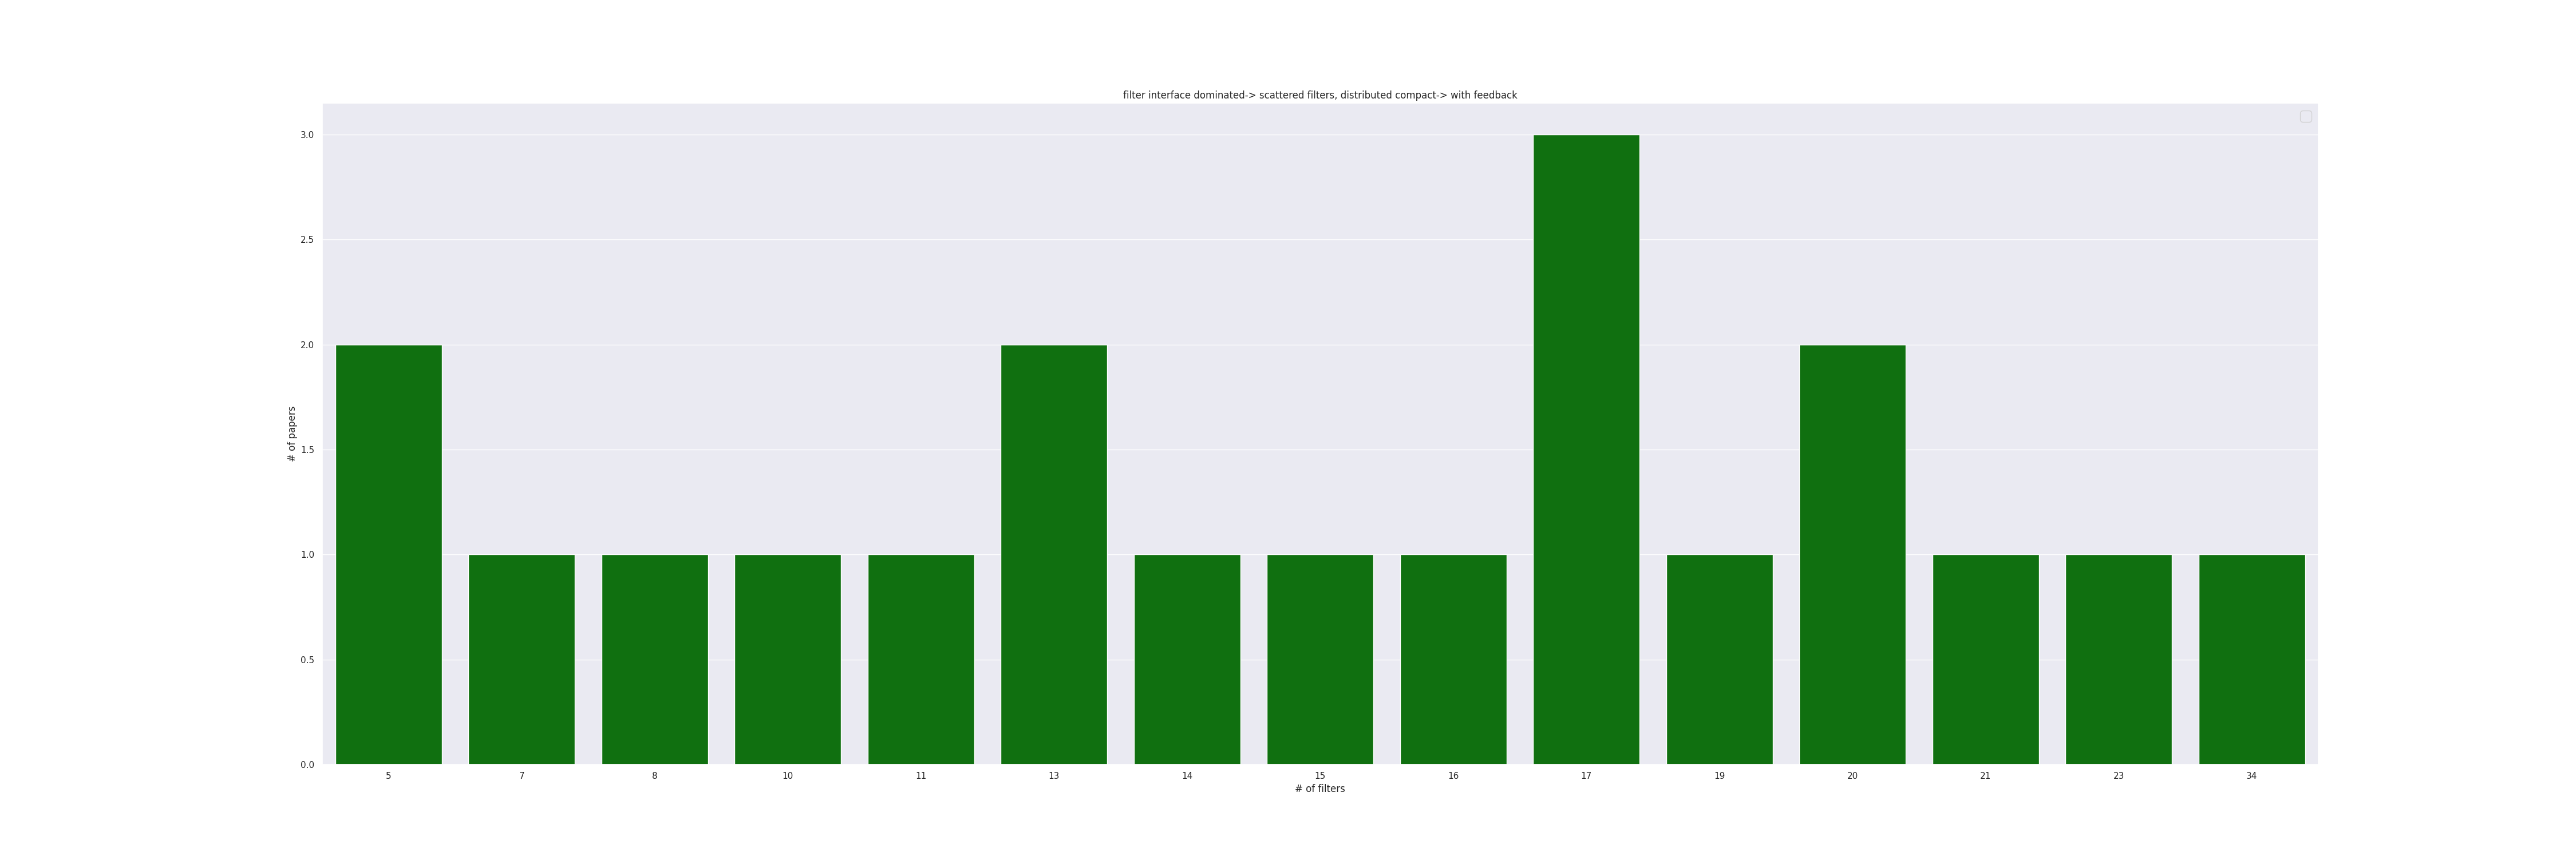 filter interface dominated-> scattered filters, distributed compact-> with feedback
3.0
2.5
2.0
1.5
1.0
0.5
0.0
# of papers
5 7 8 10 11 13 14 15 16 17 19 20 21 23 34
# of filters